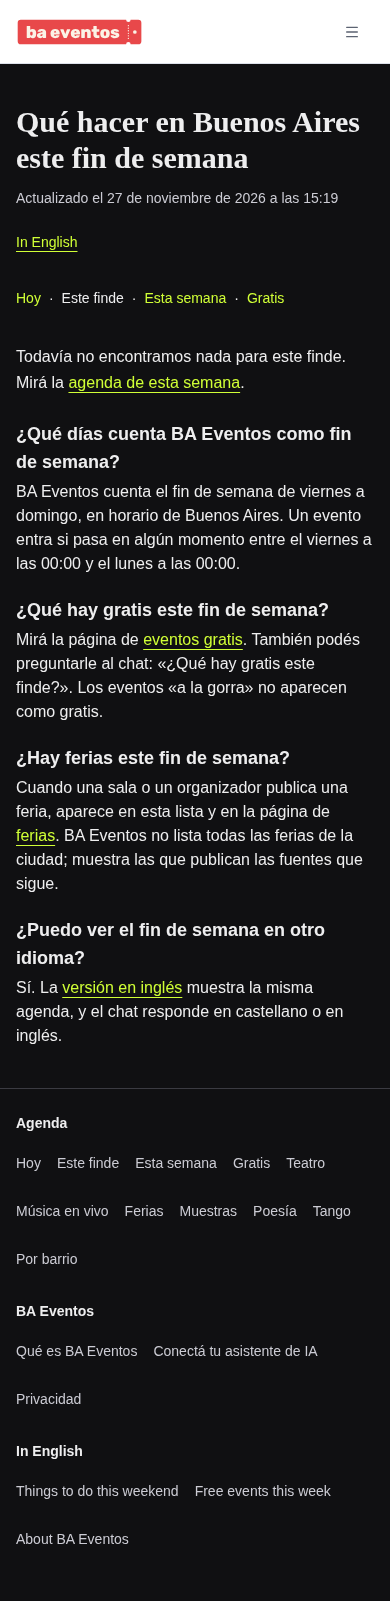 ba eventos
Qué hacer en Buenos Aires
este fin de semana
Actualizado el 27 de noviembre de 2026 a las 15:19
In English
Hoy · Este finde · Esta semana · Gratis
Todavía no encontramos nada para este finde.
Mirá la agenda de esta semana.
¿Qué días cuenta BA Eventos como fin
de semana?
BA Eventos cuenta el fin de semana de viernes a
domingo, en horario de Buenos Aires. Un evento
entra si pasa en algún momento entre el viernes a
las 00:00 y el lunes a las 00:00.
¿Qué hay gratis este fin de semana?
Mirá la página de eventos gratis. También podés
preguntarle al chat: «¿Qué hay gratis este
finde?». Los eventos «a la gorra» no aparecen
como gratis.
¿Hay ferias este fin de semana?
Cuando una sala o un organizador publica una
feria, aparece en esta lista y en la página de
ferias. BA Eventos no lista todas las ferias de la
ciudad; muestra las que publican las fuentes que
sigue.
¿Puedo ver el fin de semana en otro
idioma?
Sí. La versión en inglés muestra la misma
agenda, y el chat responde en castellano o en
inglés.
Agenda
Hoy Este finde Esta semana Gratis Teatro
Música en vivo Ferias Muestras Poesía Tango
Por barrio
BA Eventos
Qué es BA Eventos Conectá tu asistente de IA
Privacidad
In English
Things to do this weekend Free events this week
About BA Eventos